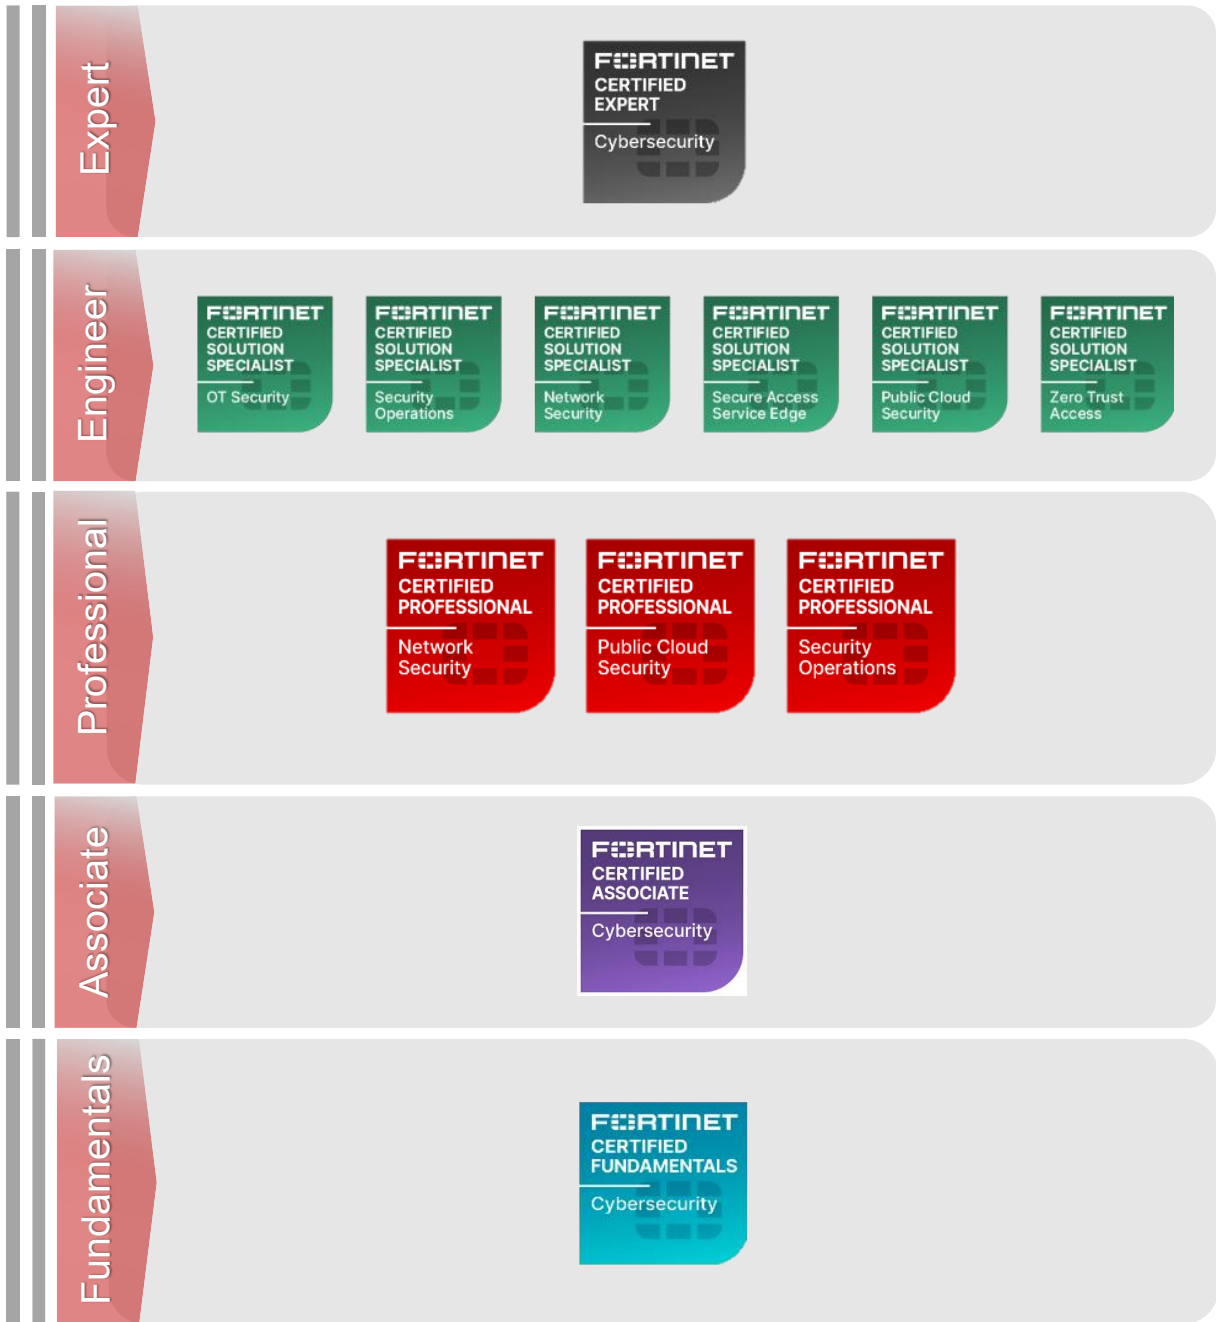 Expert
FORTINET
CERTIFIED
EXPERT
Cybersecurity
Engineer
FORTINET
CERTIFIED
SOLUTION
SPECIALIST
OT Security
FORTINET
CERTIFIED
SOLUTION
SPECIALIST
Security
Operations
FORTINET
CERTIFIED
SOLUTION
SPECIALIST
Network
Security
FORTINET
CERTIFIED
SOLUTION
SPECIALIST
Secure Access
Service Edge
FORTINET
CERTIFIED
SOLUTION
SPECIALIST
Public Cloud
Security
FORTINET
CERTIFIED
SOLUTION
SPECIALIST
Zero Trust
Access
Professional
FORTINET
CERTIFIED
PROFESSIONAL
Network
Security
FORTINET
CERTIFIED
PROFESSIONAL
Public Cloud
Security
FORTINET
CERTIFIED
PROFESSIONAL
Security
Operations
Associate
FORTINET
CERTIFIED
ASSOCIATE
Cybersecurity
Fundamentals
FORTINET
CERTIFIED
FUNDAMENTALS
Cybersecurity